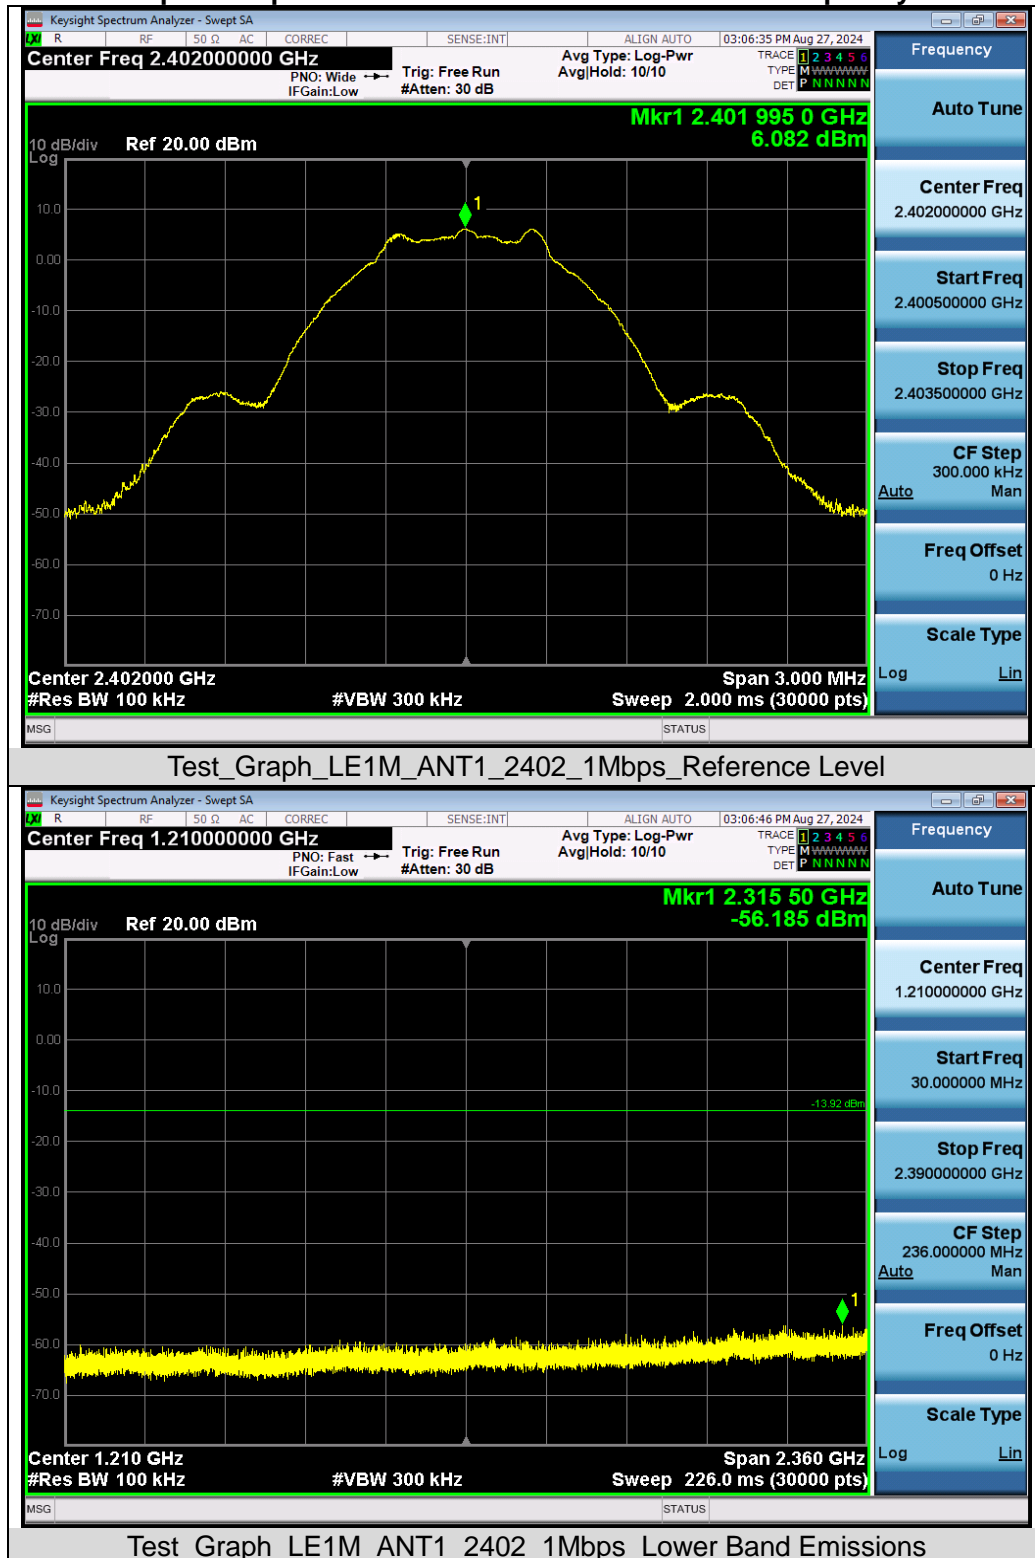 Keysight Spectrum Analyzer - Swept SA
LXI R RF 50 Ω AC CORREC SENSE:INT ALIGN AUTO 03:06:35 PM Aug 27, 2024
Center Freq 2.402000000 GHz
PNO: Wide
IFGain:Low
Trig: Free Run
#Atten: 30 dB
Avg Type: Log-Pwr
Avg|Hold: 10/10
TRACE 1 2 3 4 5 6
TYPE M WWWWW
DET P N N N N N
Mkr1 2.401 995 0 GHz
6.082 dBm
10 dB/div Ref 20.00 dBm
Log
1
10.0
0.00
-10.0
-20.0
-30.0
-40.0
-50.0
-60.0
-70.0
Center 2.402000 GHz Span 3.000 MHz
#Res BW 100 kHz #VBW 300 kHz Sweep 2.000 ms (30000 pts)
MSG STATUS
Frequency
Auto Tune
Center Freq
2.402000000 GHz
Start Freq
2.400500000 GHz
Stop Freq
2.403500000 GHz
CF Step
300.000 kHz
Auto Man
Freq Offset
0 Hz
Scale Type
Log Lin
Test_Graph_LE1M_ANT1_2402_1Mbps_Reference Level
Keysight Spectrum Analyzer - Swept SA
LXI R RF 50 Ω AC CORREC SENSE:INT ALIGN AUTO 03:06:46 PM Aug 27, 2024
Center Freq 1.210000000 GHz
PNO: Fast
IFGain:Low
Trig: Free Run
#Atten: 30 dB
Avg Type: Log-Pwr
Avg|Hold: 10/10
TRACE 1 2 3 4 5 6
TYPE M WWWWW
DET P N N N N N
Mkr1 2.315 50 GHz
-56.185 dBm
10 dB/div Ref 20.00 dBm
Log
10.0
0.00
-10.0
-13.92 dBm
-20.0
-30.0
-40.0
-50.0
1
-60.0
-70.0
Center 1.210 GHz Span 2.360 GHz
#Res BW 100 kHz #VBW 300 kHz Sweep 226.0 ms (30000 pts)
MSG STATUS
Frequency
Auto Tune
Center Freq
1.210000000 GHz
Start Freq
30.000000 MHz
Stop Freq
2.390000000 GHz
CF Step
236.000000 MHz
Auto Man
Freq Offset
0 Hz
Scale Type
Log Lin
Test_Graph_LE1M_ANT1_2402_1Mbps_Lower Band Emissions